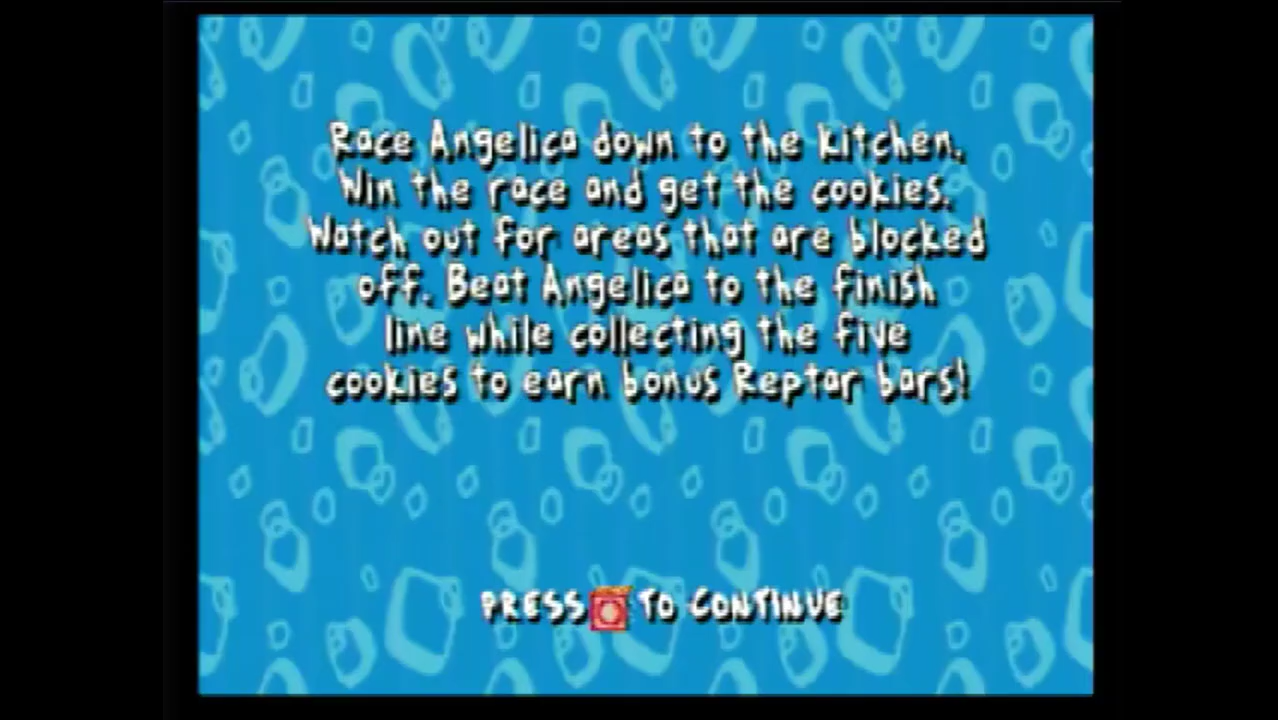 Race Angelica down to the kitchen.
Win the race and get the cookies.
Watch out for areas that are blocked
off. Beat Angelica to the finish
line while collecting the five
cookies to earn bonus Reptar bars!
PRESS TO CONTINUE